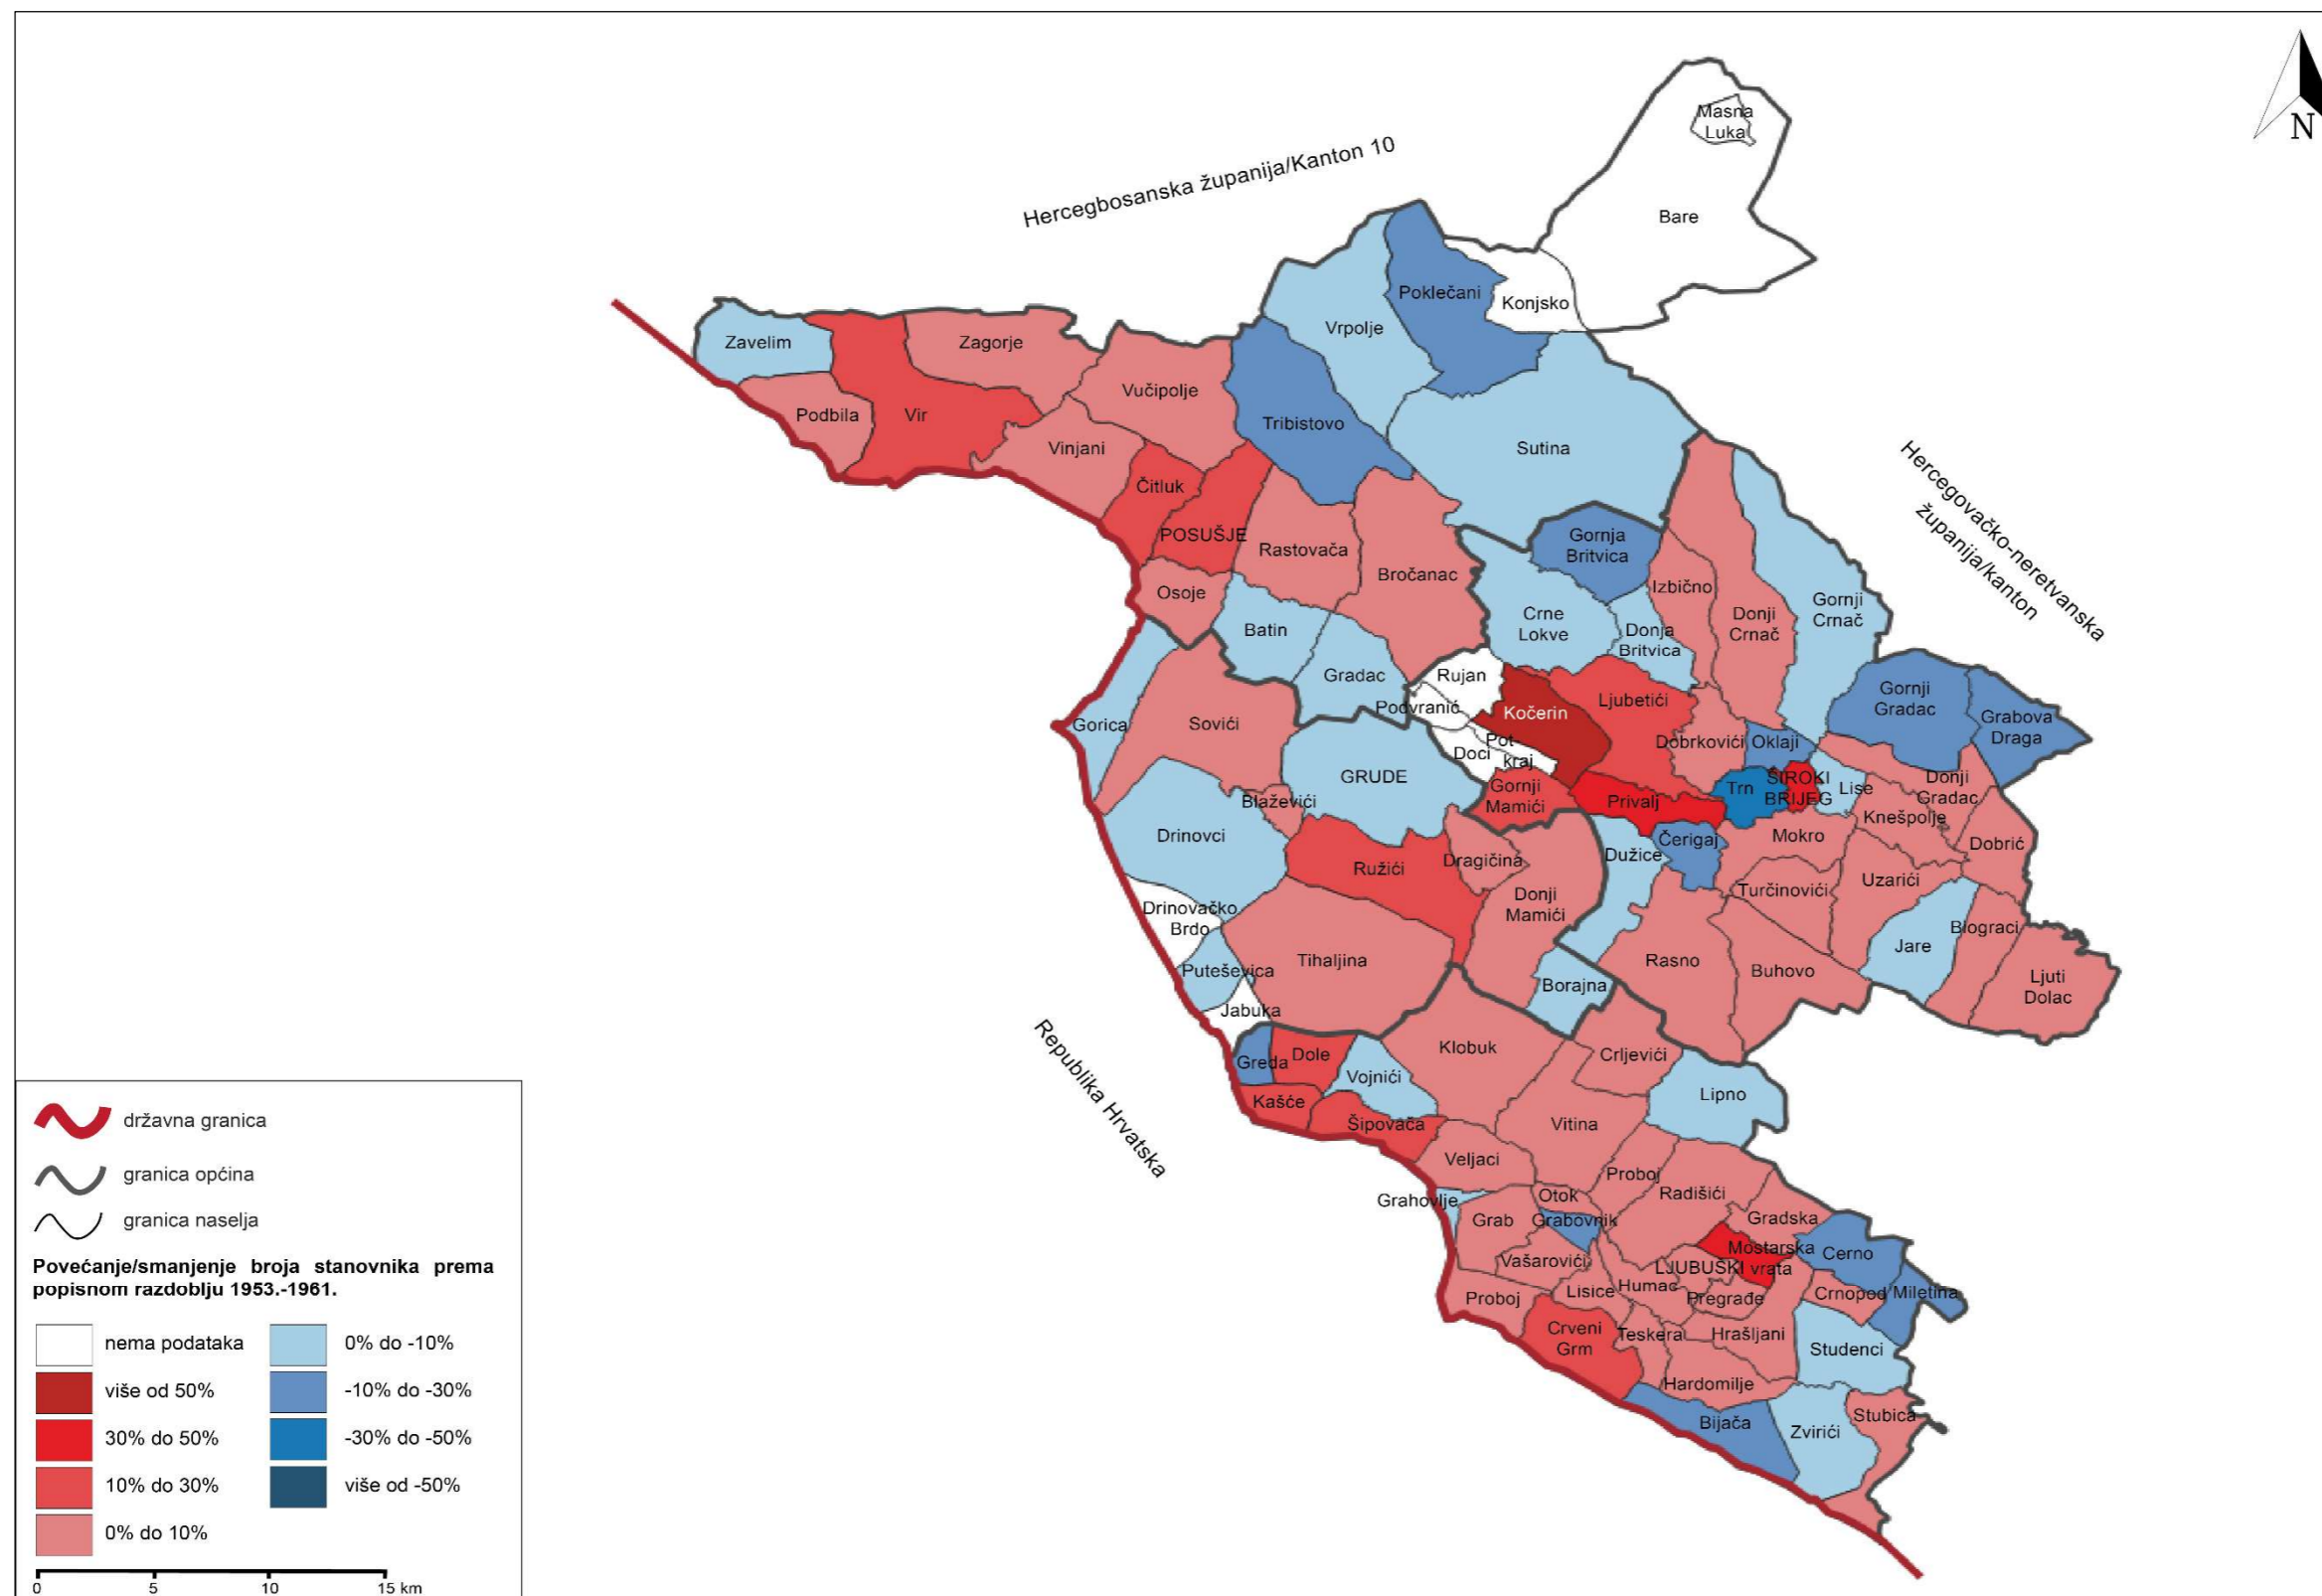 N
Hercegbosanska županija/Kanton 10
Masna
Luka
Bare
Poklečani
Konjsko
Vrpolje
Zavelim
Zagorje
Vučipolje
Podbila
Vir
Tribistovo
Vinjani
Sutina
Hercegovačko-neretvanska
županija/kanton
Čitluk
POSUŠJE
Rastovača
Gornja
Britvica
Bročanac
Izbično
Osoje
Donji
Crnač
Gornji
Crnač
Crne
Lokve
Batin
Donja
Britvica
Gradac
Rujan
Gornji
Gradac
Ljubetići
Podvranić
Kočerin
Grabova
Draga
Gorica
Sovići
Dobrkovići
Oklaji
Pot-
kraj
Doci
GRUDE
ŠIROKI
BRIJEG
Trn
Lise
Donji
Gradac
Gornji
Mamići
Privalj
Blaževići
Knešpolje
Drinovci
Čerigaj
Mokro
Dobrić
Dužice
Ružići
Dragičina
Uzarići
Turčinovići
Donji
Mamići
Drinovačko
Brdo
Biograci
Jare
Tihaljina
Rasno
Puteševica
Buhovo
Borajna
Ljuti
Dolac
Jabuka
Republika Hrvatska
Klobuk
Crljevići
Greda
Dole
Vojnići
Lipno
Kašće
Šipovača
Vitina
Veljaci
Proboj
Radišići
Grahovlje
Otok
Grab
Grabovnik
Gradska
Mostarska
vrata
Cerno
Vašarovići
LJUBUŠKI
Lisice
Humac
Pregrađe
Crnopod
Miletina
Proboj
Crveni
Grm
Teskera
Hrašljani
Studenci
Hardomilje
Bijača
Zvirići
Stubica
državna granica
granica općina
granica naselja
Povećanje/smanjenje broja stanovnika prema
popisnom razdoblju 1953.-1961.
nema podataka
0% do -10%
više od 50%
-10% do -30%
30% do 50%
-30% do -50%
10% do 30%
više od -50%
0% do 10%
0 5 10 15 km